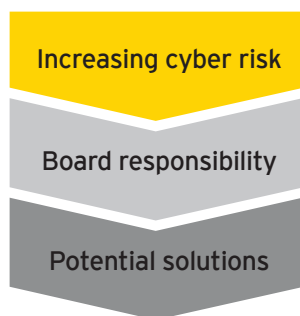 Increasing cyber risk
Board responsibility
Potential solutions